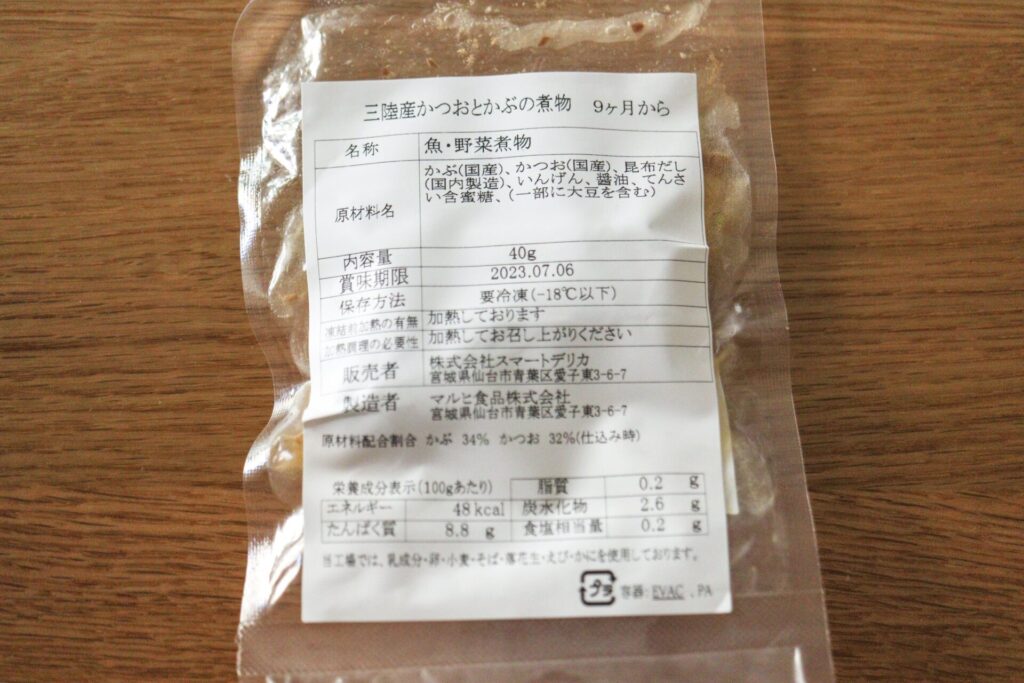 三陸産かつおとかぶの煮物　9ヶ月から
名称 魚・野菜煮物
原材料名 かぶ(国産)、かつお(国産)、昆布だし
(国内製造)、いんげん、醤油、てんさ
い含蜜糖、(一部に大豆を含む)
内容量 40g
賞味期限 2023.07.06
保存方法 要冷凍(-18℃以下)
凍結前加熱の有無 加熱しております
加熱調理の必要性 加熱してお召し上がりください
販売者 株式会社スマートデリカ
宮城県仙台市青葉区愛子東3-6-7
製造者 マルヒ食品株式会社
宮城県仙台市青葉区愛子東3-6-7
原材料配合割合 かぶ 34% かつお 32%(仕込み時)
栄養成分表示(100gあたり) 脂質 0.2 g
エネルギー 48 kcal 炭水化物 2.6 g
たんぱく質 8.8 g 食塩相当量 0.2 g
当工場では、乳成分・卵・小麦・そば・落花生・えび・かにを使用しております。
プラ 容器:EVAC 、PA